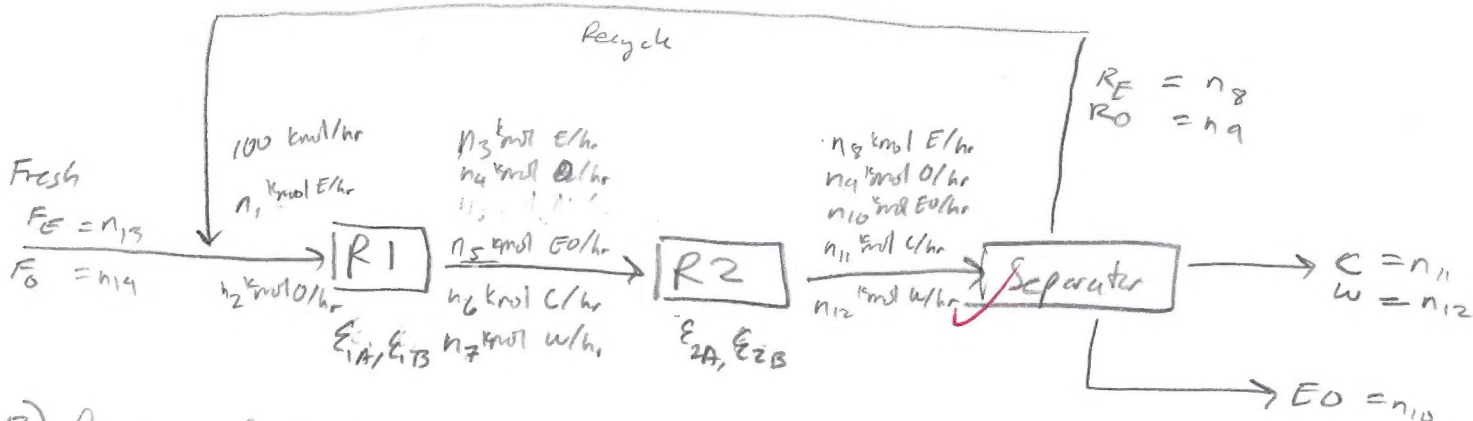 Recycle
R_E = n_8
R_O = n_9
Fresh
F_E = n_13
F_O = n_14
100 kmol/hr
n_1 kmol E/hr
n_2 kmol O/hr
R1
ξ_1A, ξ_1B
n_3 kmol E/hr
n_4 kmol O/hr
n_5 kmol EO/hr
n_6 kmol C/hr
n_7 kmol W/hr
R2
ξ_2A, ξ_2B
n_8 kmol E/hr
n_9 kmol O/hr
n_10 kmol EO/hr
n_11 kmol C/hr
n_12 kmol W/hr
Separator
C = n_11
W = n_12
EO = n_10